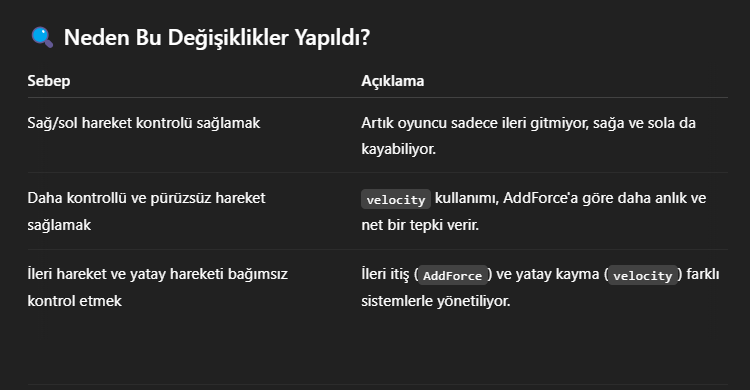 🔍 Neden Bu Değişiklikler Yapıldı?
Sebep Açıklama
Sağ/sol hareket kontrolü sağlamak
Artık oyuncu sadece ileri gitmiyor, sağa ve sola da
kayabiliyor.
Daha kontrollü ve pürüzsüz hareket
sağlamak
velocity kullanımı, AddForce'a göre daha anlık ve
net bir tepki verir.
İleri hareket ve yatay hareketi bağımsız
kontrol etmek
İleri itiş (AddForce) ve yatay kayma (velocity) farklı
sistemlerle yönetiliyor.